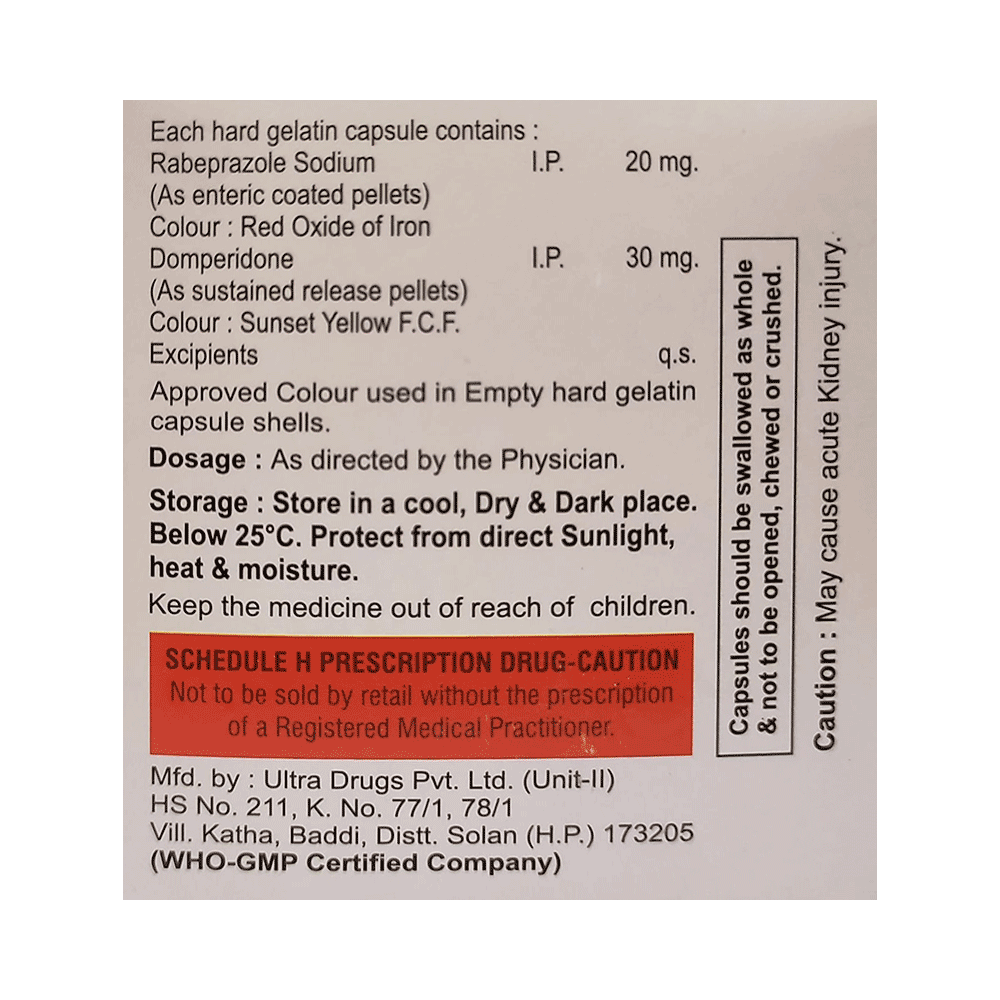 Each hard gelatin capsule contains :
Rabeprazole Sodium I.P. 20 mg.
(As enteric coated pellets)
Colour : Red Oxide of Iron
Domperidone I.P. 30 mg.
(As sustained release pellets)
Colour : Sunset Yellow F.C.F.
Excipients q.s.
Approved Colour used in Empty hard gelatin
capsule shells.
Dosage : As directed by the Physician.
Storage : Store in a cool, Dry & Dark place.
Below 25°C. Protect from direct Sunlight,
heat & moisture.
Keep the medicine out of reach of children.
SCHEDULE H PRESCRIPTION DRUG-CAUTION
Not to be sold by retail without the prescription
of a Registered Medical Practitioner.
Mfd. by : Ultra Drugs Pvt. Ltd. (Unit-II)
HS No. 211, K. No. 77/1, 78/1
Vill. Katha, Baddi, Distt. Solan (H.P.) 173205
(WHO-GMP Certified Company)
Capsules should be swallowed as whole
& not to be opened, chewed or crushed.
Caution : May cause acute Kidney injury.